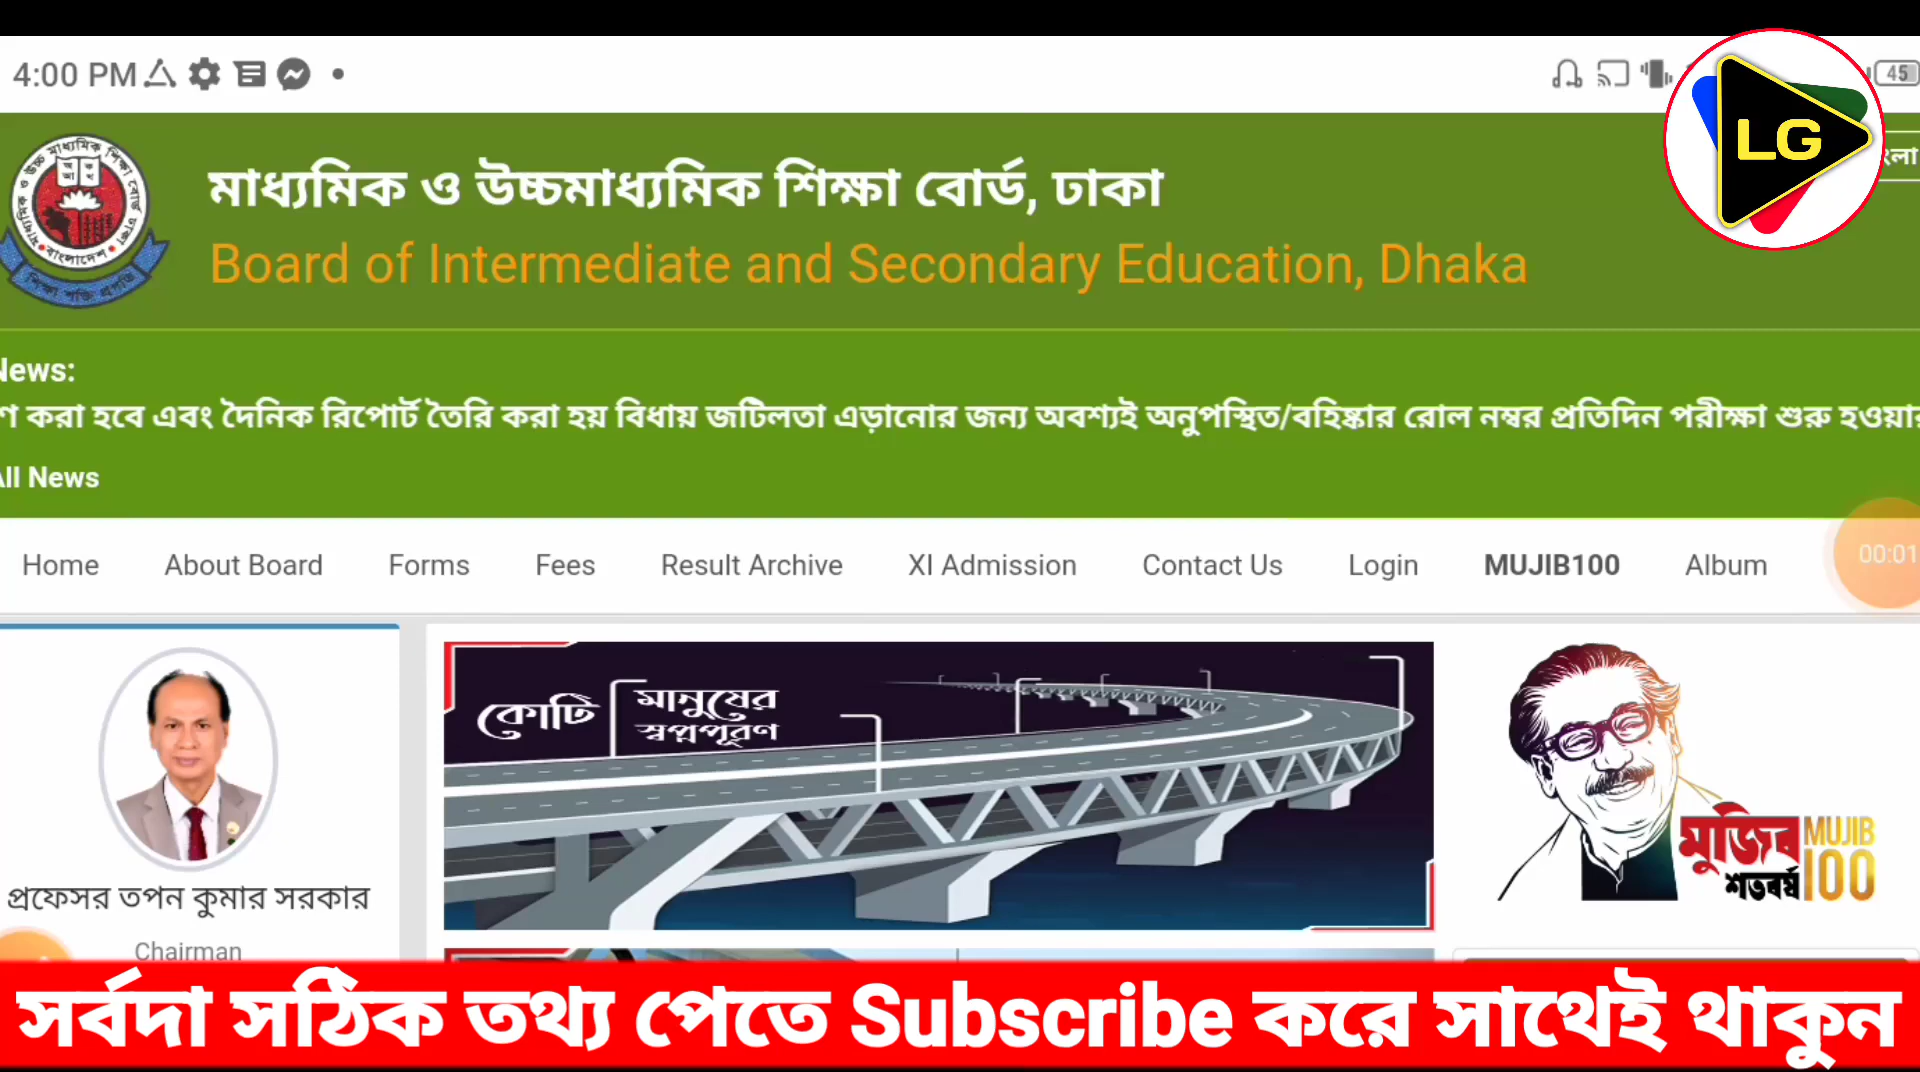 4:00 PM
45
LG
মাধ্যমিক ও উচ্চমাধ্যমিক শিক্ষা বোর্ড, ঢাকা
Board of Intermediate and Secondary Education, Dhaka
News:
করা হবে এবং দৈনিক রিপোর্ট তৈরি করা হয় বিধায় জটিলতা এড়ানোর জন্য অবশ্যই অনুপস্থিত/বহিষ্কার রোল নম্বর প্রতিদিন পরীক্ষা শুরু হওয়ার
All News
Home About Board Forms Fees Result Archive XI Admission Contact Us Login MUJIB100 Album
00:01
কোটি মানুষের
স্বপ্নপূরণ
মুজিব MUJIB
শতবর্ষ 100
প্রফেসর তপন কুমার সরকার
Chairman
সর্বদা সঠিক তথ্য পেতে Subscribe করে সাথেই থাকুন